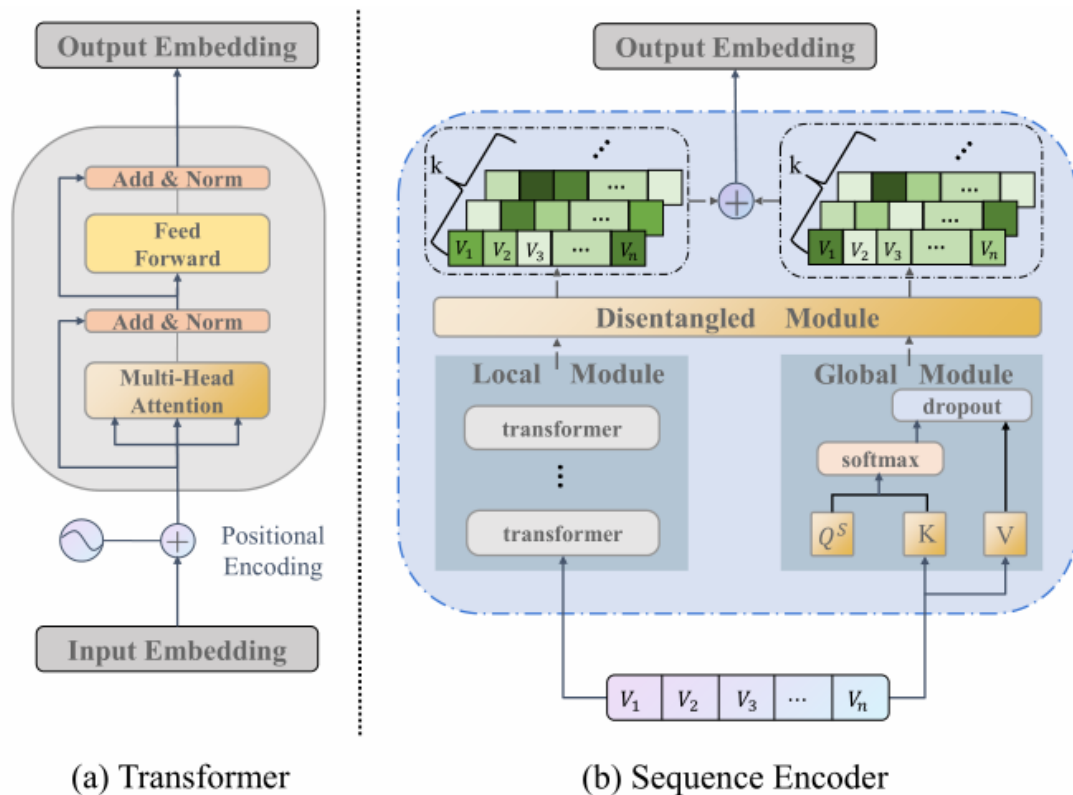 Output Embedding
Add & Norm
Feed
Forward
Add & Norm
Multi-Head
Attention
Positional
Encoding
Input Embedding
(a) Transformer
Output Embedding
k
...
...
...
V₁ V₂ V₃ ... Vₙ
k
...
...
...
V₁ V₂ V₃ ... Vₙ
Disentangled Module
Local Module
transformer
⋮
transformer
Global Module
dropout
softmax
Qˢ K V
V₁ V₂ V₃ ... Vₙ
(b) Sequence Encoder